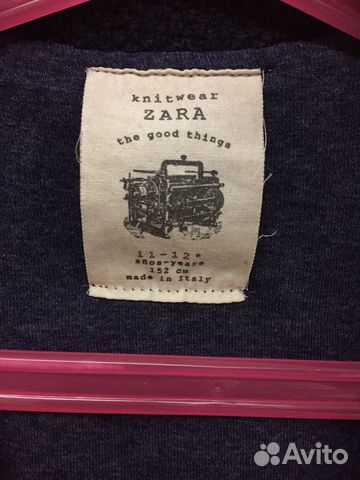 knitwear
ZARA
the good things
11-12*
años-years
152 cm
made in Italy
Avito